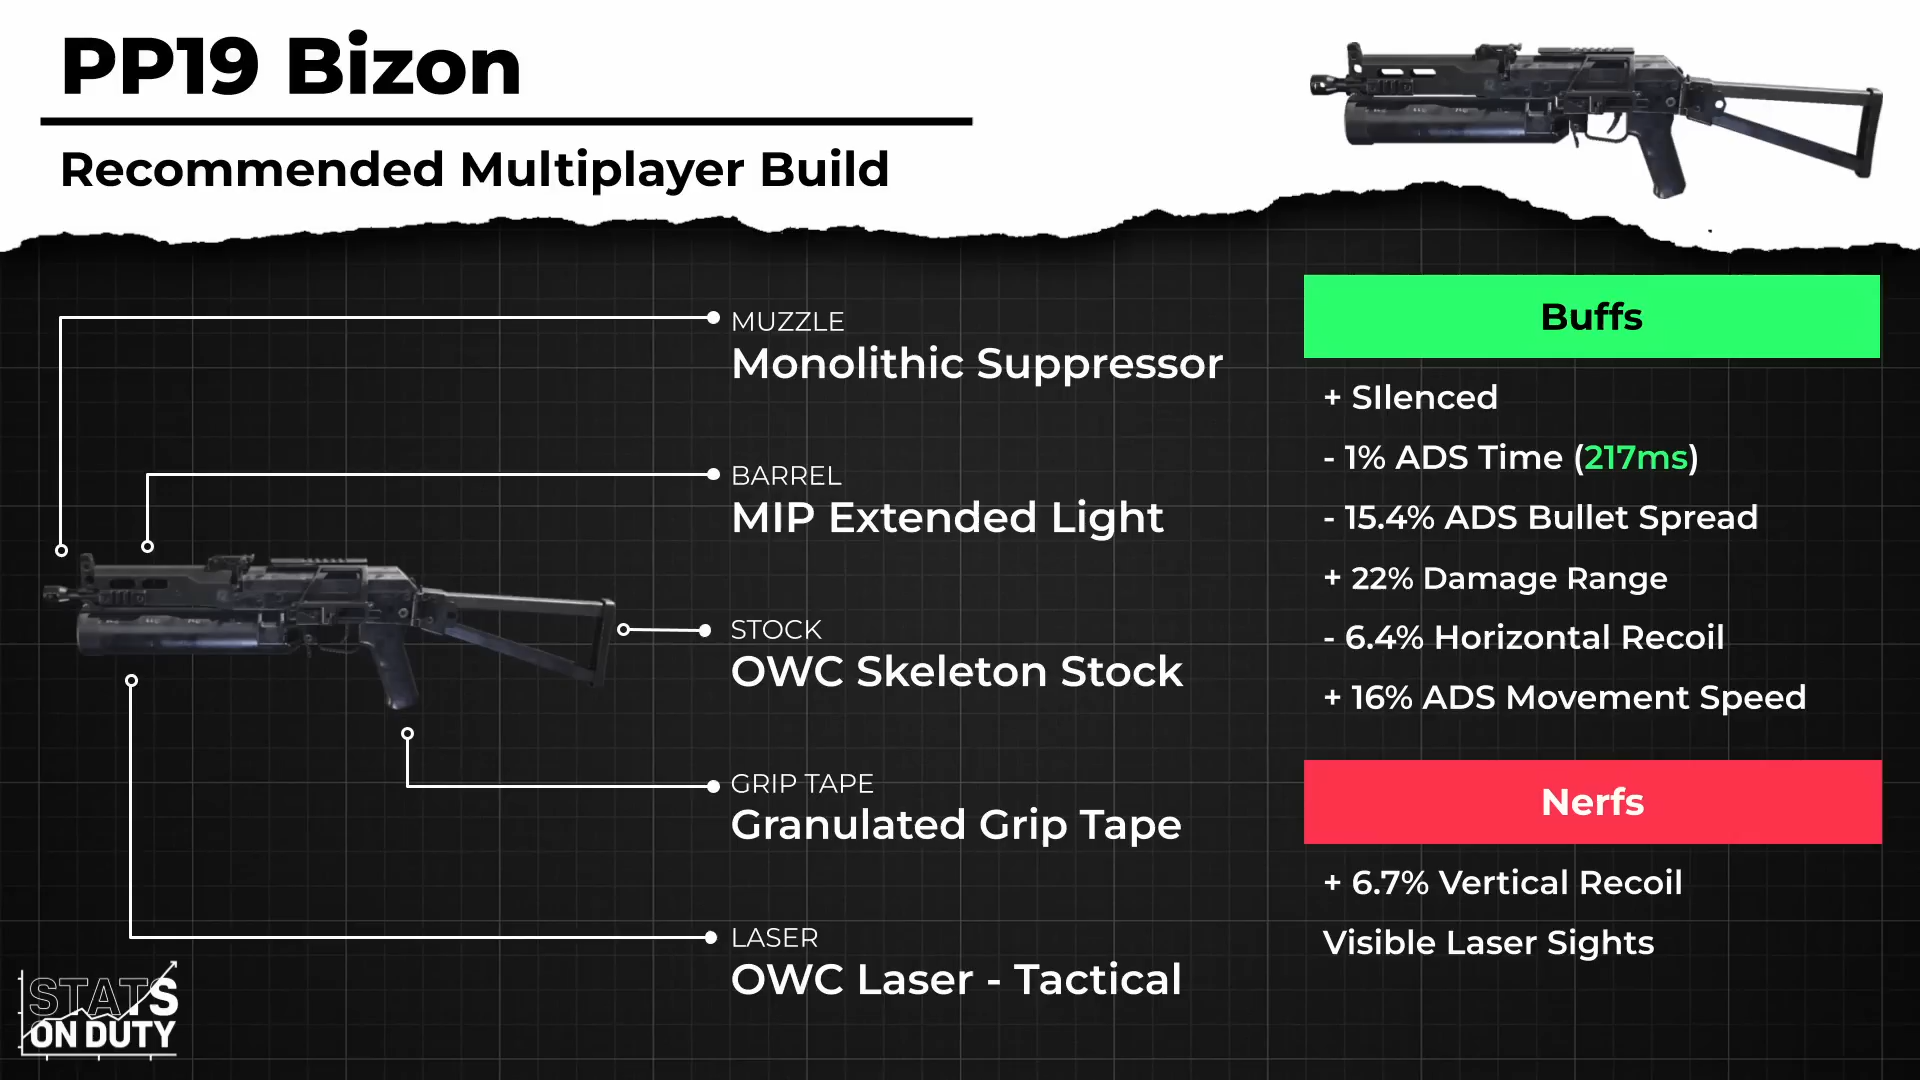 PP19 Bizon
Recommended Multiplayer Build
MUZZLE
Monolithic Suppressor
BARREL
MIP Extended Light
STOCK
OWC Skeleton Stock
GRIP TAPE
Granulated Grip Tape
LASER
OWC Laser - Tactical
Buffs
+ SIlenced
- 1% ADS Time (217ms)
- 15.4% ADS Bullet Spread
+ 22% Damage Range
- 6.4% Horizontal Recoil
+ 16% ADS Movement Speed
Nerfs
+ 6.7% Vertical Recoil
Visible Laser Sights
STATS
ON DUTY